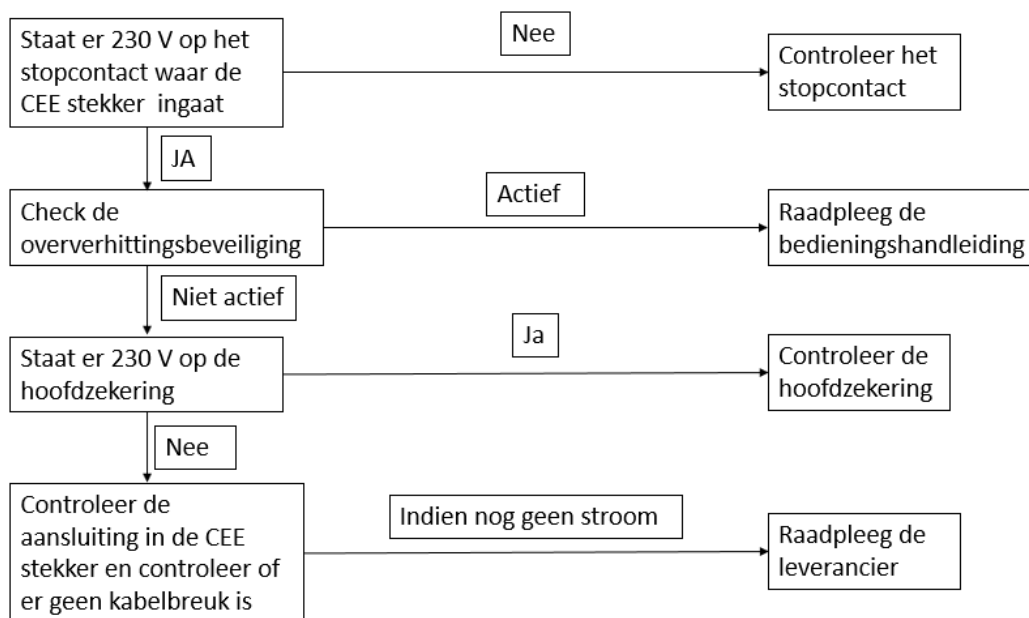 Staat er 230 V op het
stopcontact waar de
CEE stekker ingaat
Nee
Controleer het
stopcontact
JA
Check de
oververhittingsbeveiliging
Actief
Raadpleeg de
bedieningshandleiding
Niet actief
Staat er 230 V op de
hoofdzekering
Ja
Controleer de
hoofdzekering
Nee
Controleer de
aansluiting in de CEE
stekker en controleer of
er geen kabelbreuk is
Indien nog geen stroom
Raadpleeg de
leverancier